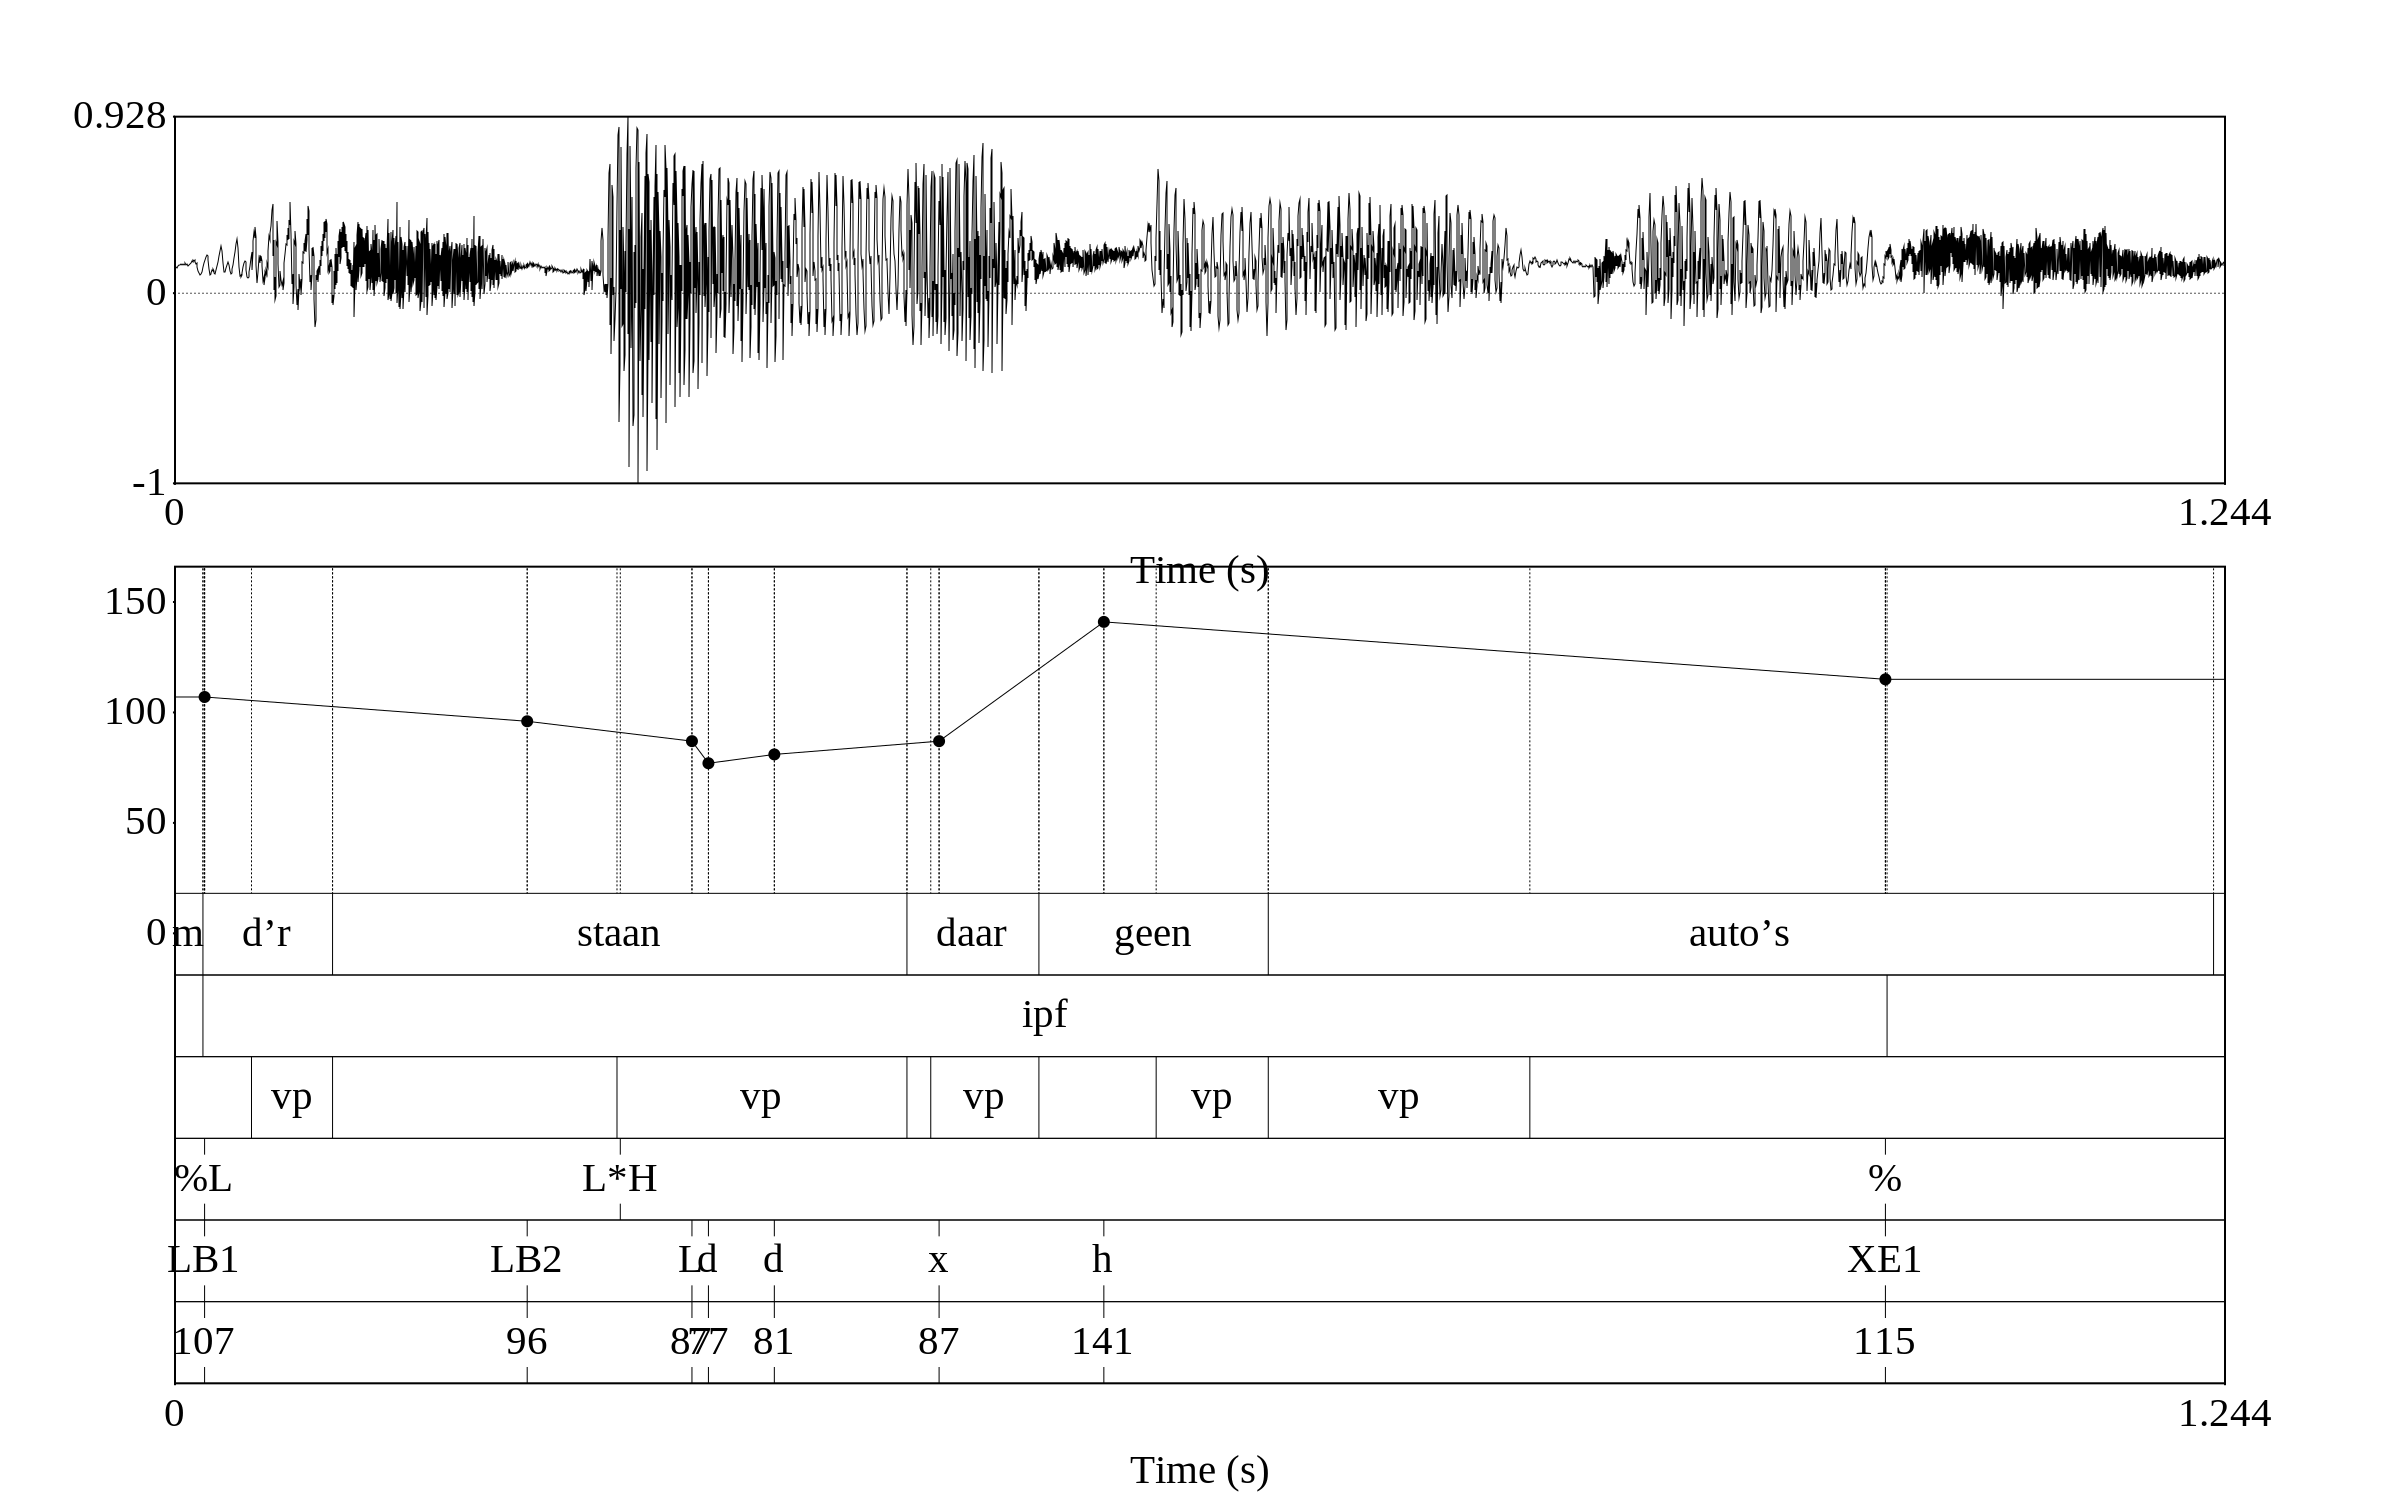 0.928
0
-1
0 1.244
Time (s)
150
100
50
0
m d’r staan daar geen auto’s
ipf
vp vp vp vp vp
%L L*H %
LB1 LB2 L d d x h XE1
107 96 87 77 81 87 141 115
0 1.244
Time (s)